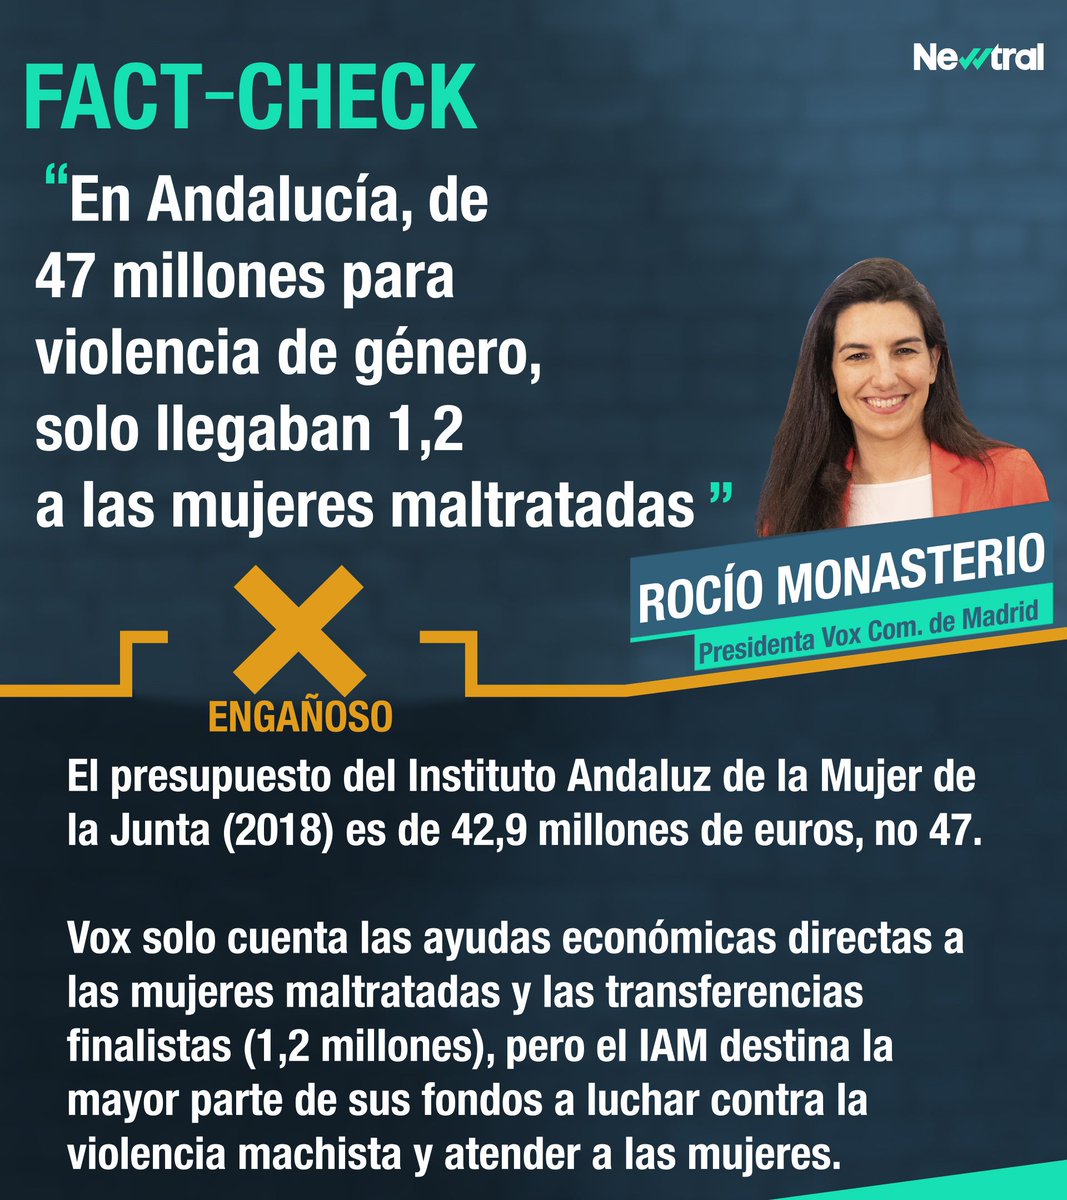 Newtral
FACT-CHECK
“En Andalucía, de
47 millones para
violencia de género,
solo llegaban 1,2
a las mujeres maltratadas”
ROCÍO MONASTERIO
Presidenta Vox Com. de Madrid
ENGAÑOSO
El presupuesto del Instituto Andaluz de la Mujer de
la Junta (2018) es de 42,9 millones de euros, no 47.
Vox solo cuenta las ayudas económicas directas a
las mujeres maltratadas y las transferencias
finalistas (1,2 millones), pero el IAM destina la
mayor parte de sus fondos a luchar contra la
violencia machista y atender a las mujeres.